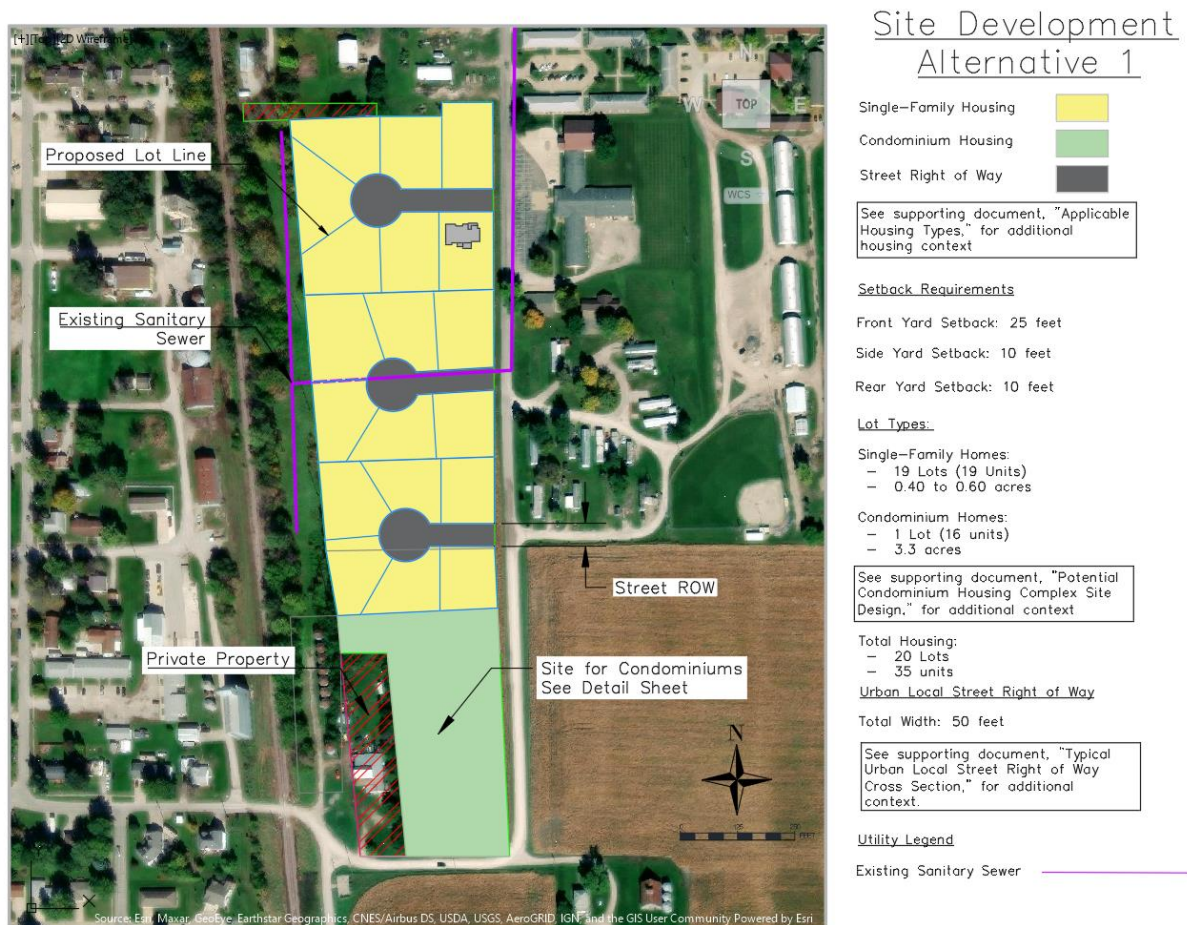 [+][Top][2D Wireframe]
Site Development
Alternative 1
Single-Family Housing
Condominium Housing
Street Right of Way
See supporting document, "Applicable
Housing Types," for additional
housing context
Setback Requirements
Front Yard Setback: 25 feet
Side Yard Setback: 10 feet
Rear Yard Setback: 10 feet
Lot Types:
Single-Family Homes:
- 19 Lots (19 Units)
- 0.40 to 0.60 acres
Condominium Homes:
- 1 Lot (16 units)
- 3.3 acres
See supporting document, "Potential
Condominium Housing Complex Site
Design," for additional context
Total Housing:
- 20 Lots
- 35 units
Urban Local Street Right of Way
Total Width: 50 feet
See supporting document, "Typical
Urban Local Street Right of Way
Cross Section," for additional
context.
Utility Legend
Existing Sanitary Sewer
N
W
TOP
E
S
WCS
Proposed Lot Line
Existing Sanitary
Sewer
Street ROW
Private Property
Site for Condominiums
See Detail Sheet
N
X
Source: Esri, Maxar, GeoEye, Earthstar Geographics, CNES/Airbus DS, USDA, USGS, AeroGRID, IGN, and the GIS User Community Powered by Esri